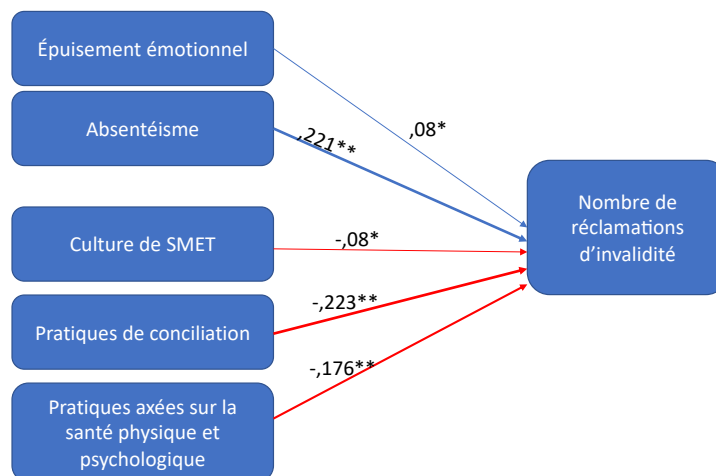 Épuisement émotionnel
,08*
Absentéisme
,221**
Nombre de
réclamations
d'invalidité
Culture de SMET
-,08*
Pratiques de conciliation
-,223**
-,176**
Pratiques axées sur la
santé physique et
psychologique